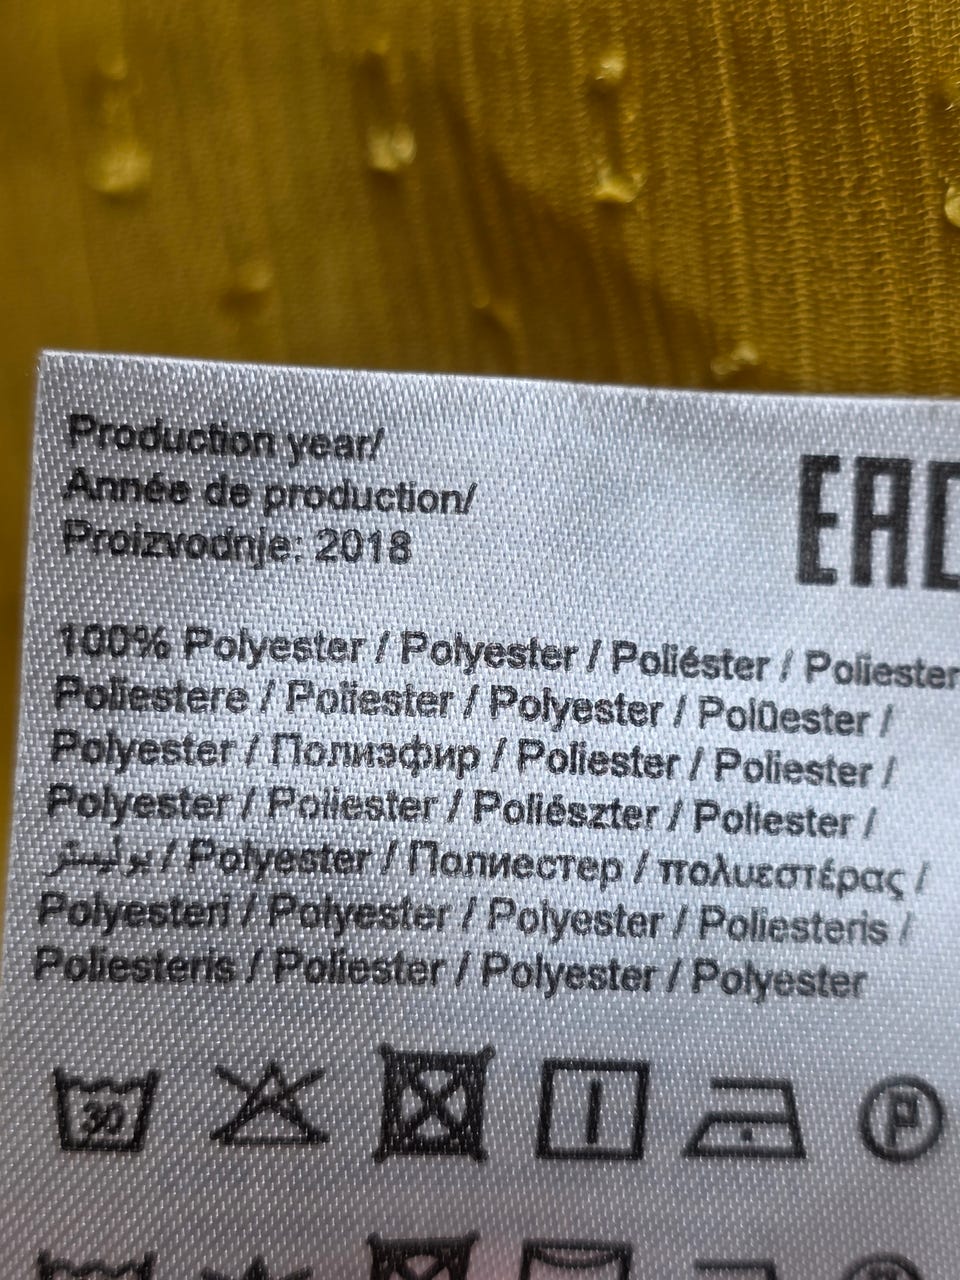 Production year/
Année de production/
Proizvodnje: 2018
EAC
100% Polyester / Polyester / Poliéster / Poliester
Poliestere / Poliester / Polyester / Polűester /
Polyester / Полиэфир / Poliester / Poliester /
Polyester / Poliester / Poliészter / Poliester /
بوليستر / Polyester / Полиестер / πολυεστέρας /
Polyesteri / Polyester / Polyester / Poliesteris /
Poliesteris / Poliester / Polyester / Polyester
30
P